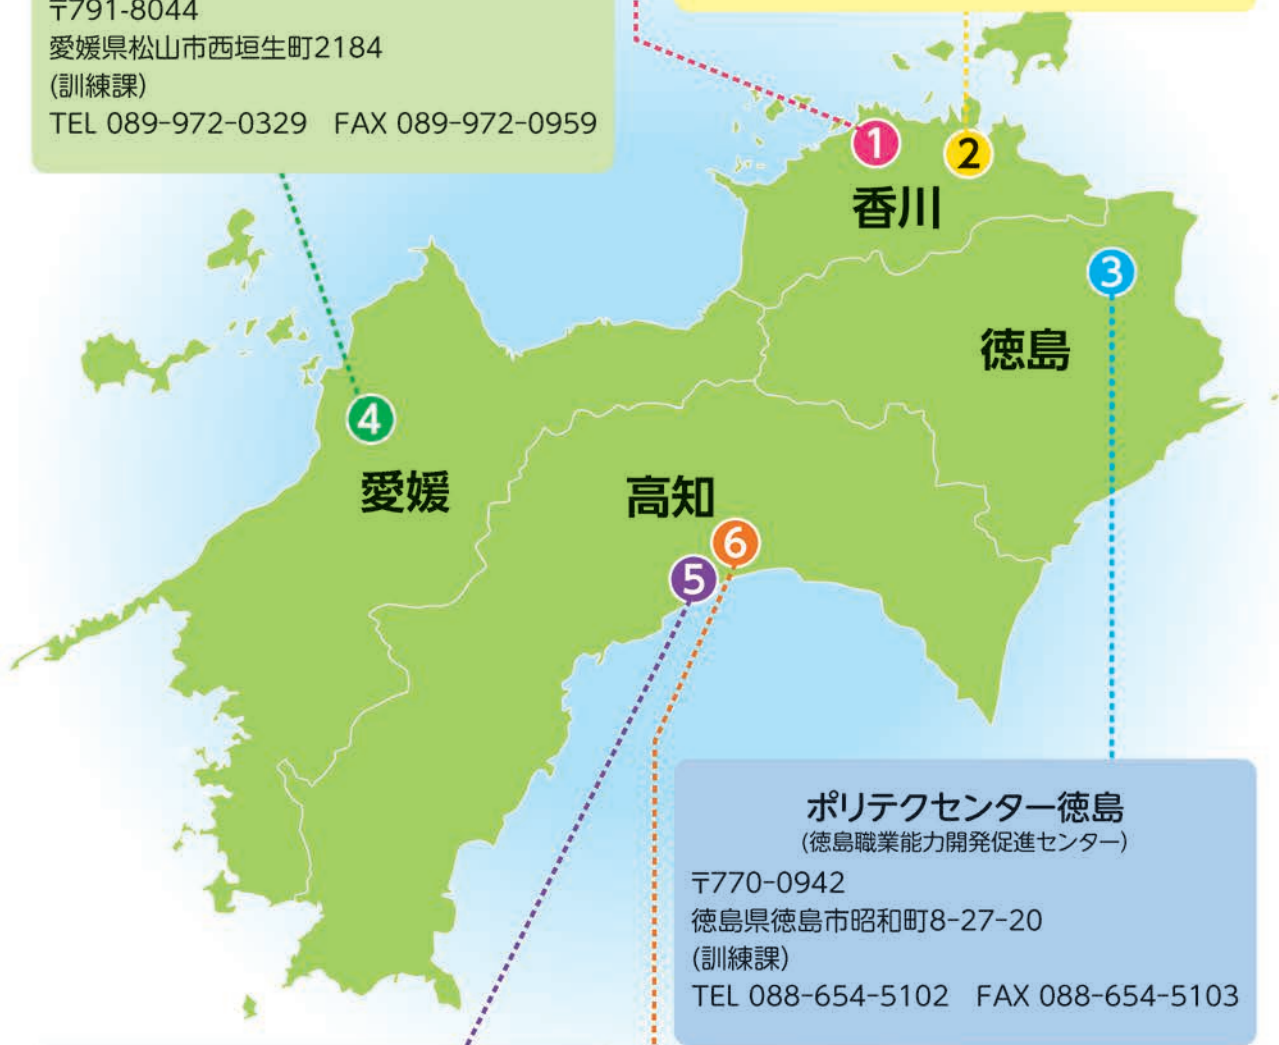 〒791-8044
愛媛県松山市西垣生町2184
(訓練課)
TEL 089-972-0329 FAX 089-972-0959
1
2
香川
3
徳島
4
愛媛
高知
6
5
ポリテクセンター徳島
(徳島職業能力開発促進センター)
〒770-0942
徳島県徳島市昭和町8-27-20
(訓練課)
TEL 088-654-5102 FAX 088-654-5103